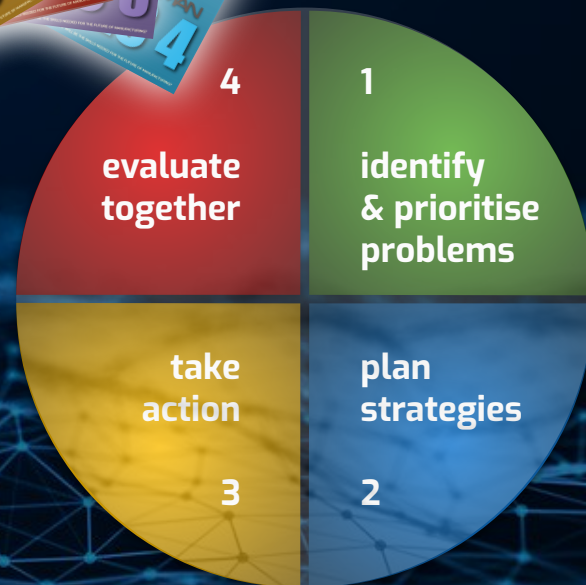 4
evaluate
together
1
identify
& prioritise
problems
take
action
3
plan
strategies
2